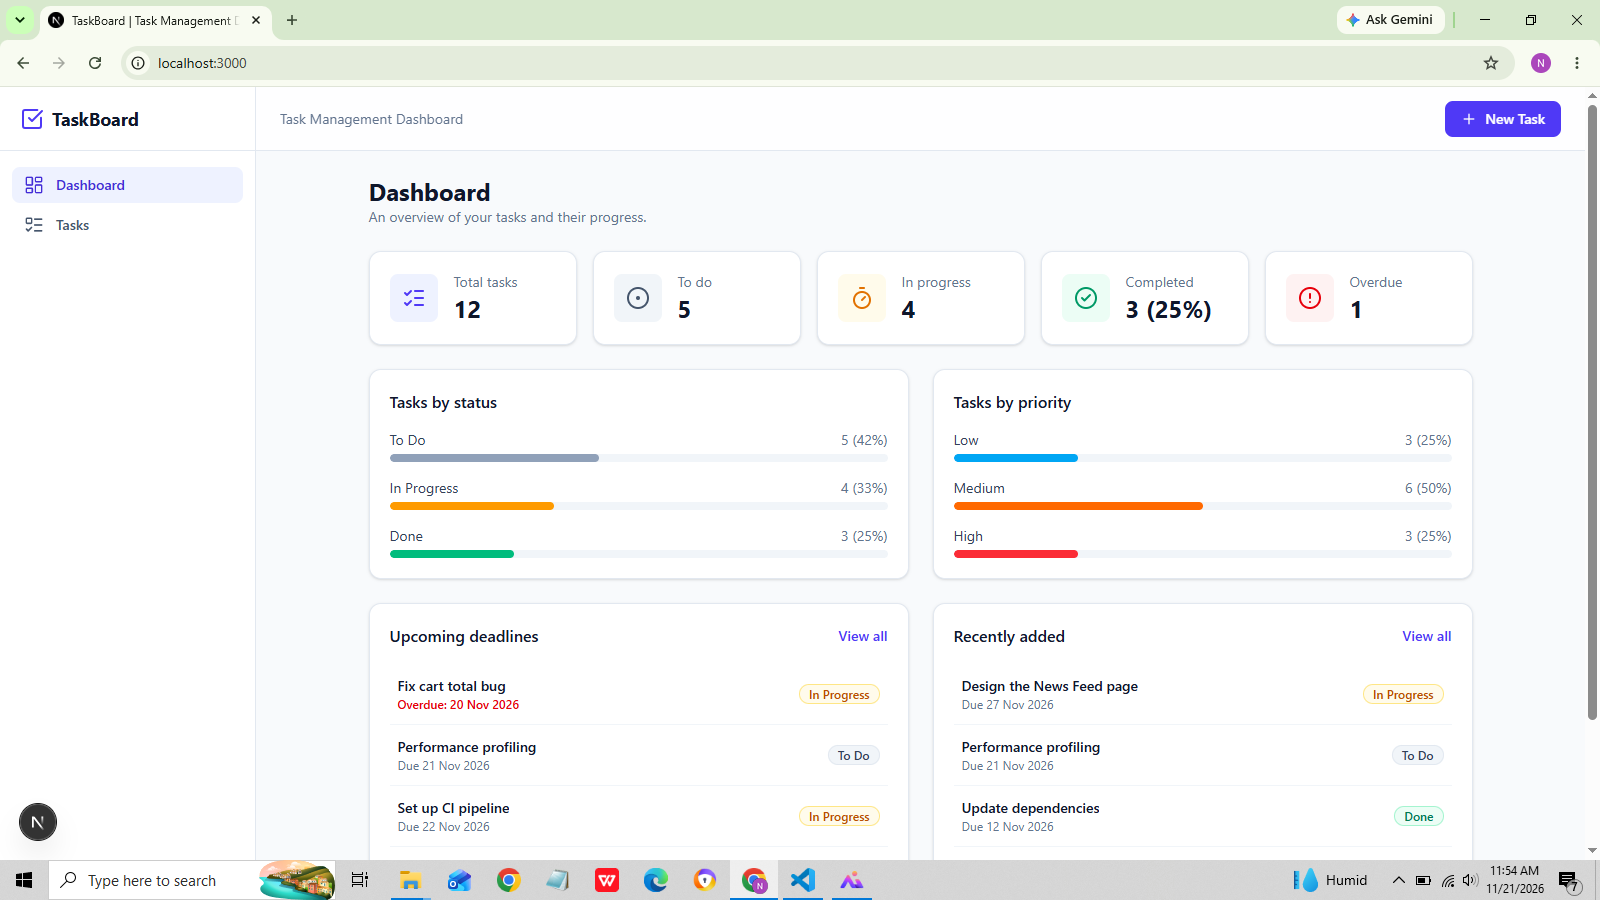 TaskBoard | Task Management D
Ask Gemini
localhost:3000
N
TaskBoard
Task Management Dashboard
New Task
Dashboard
Tasks
Dashboard
An overview of your tasks and their progress.
Total tasks
12
To do
5
In progress
4
Completed
3 (25%)
Overdue
1
Tasks by status
To Do 5 (42%)
In Progress 4 (33%)
Done 3 (25%)
Tasks by priority
Low 3 (25%)
Medium 6 (50%)
High 3 (25%)
Upcoming deadlines View all
Fix cart total bug
Overdue: 20 Nov 2026
In Progress
Performance profiling
Due 21 Nov 2026
To Do
Set up CI pipeline
Due 22 Nov 2026
In Progress
Recently added View all
Design the News Feed page
Due 27 Nov 2026
In Progress
Performance profiling
Due 21 Nov 2026
To Do
Update dependencies
Due 12 Nov 2026
Done
N
Type here to search
Humid
11:54 AM
11/21/2026
7